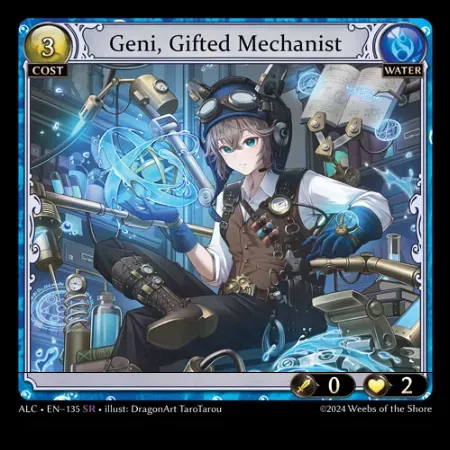 3
Geni, Gifted Mechanist
COST
WATER
0
2
ALC • EN–135 SR • illust: DragonArt TaroTarou
©2024 Weebs of the Shore